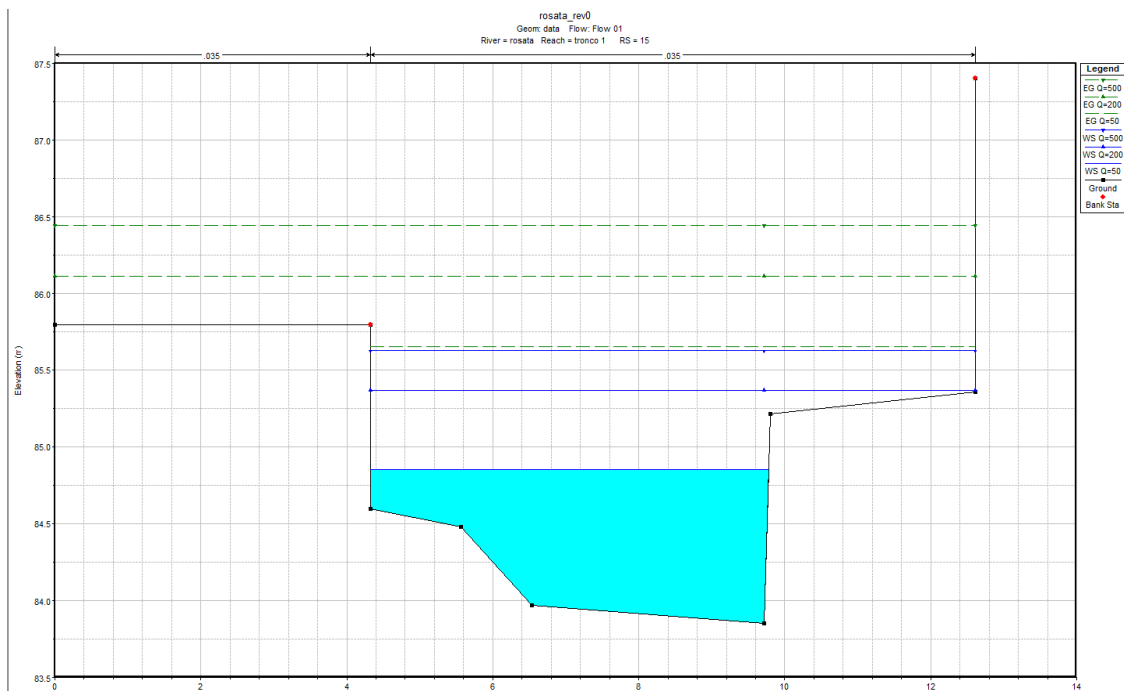 rosata_rev0
Geom: data Flow: Flow 01
River = rosata Reach = tronco 1 RS = 15
.035
.035
87.5
87.0
86.5
86.0
85.5
85.0
84.5
84.0
83.5
Elevation (m)
0
2
4
6
8
10
12
14
Legend
EG Q=500
EG Q=200
EG Q=50
WS Q=500
WS Q=200
WS Q=50
Ground
Bank Sta